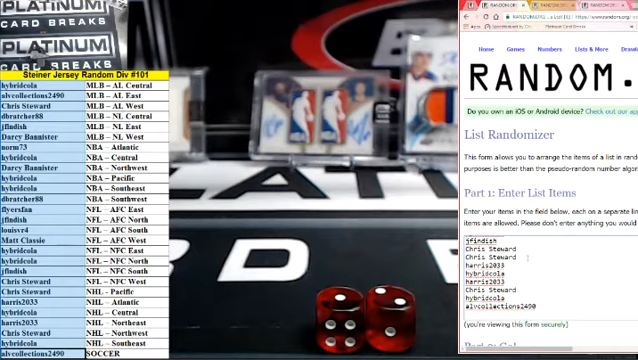 PLATINUM
CARD BREAKS
PLATINUM
CARD BREAKS
Steiner Jersey Random Div #101
hybridcola MLB – AL Central
alvcollections2490 MLB – AL East
Chris Steward MLB – AL West
dbratcher88 MLB – NL Central
jfindish MLB – NL East
Darcy Bannister MLB – NL West
norm73 NBA – Atlantic
hybridcola NBA – Central
Darcy Bannister NBA – Northwest
hybridcola NBA – Pacific
hybridcola NBA – Southeast
dbratcher88 NBA – Southwest
flyersfan NFL – AFC East
jfindish NFL – AFC North
louisvr4 NFL – AFC South
Matt Classie NFL – AFC West
hybridcola NFL – NFC East
hybridcola NFL – NFC North
jfindish NFL – NFC South
Chris Steward NFL – NFC West
Chris Steward NHL – Pacific
harris2033 NHL – Atlantic
hybridcola NHL – Central
harris2033 NHL – Northeast
Chris Steward NHL – Northwest
hybridcola NHL – Southeast
alvcollections2490 SOCCER
Home Games Numbers Lists & More
RANDOM.
Do you own an iOS or Android device? Check out our
List Randomizer
This form allows you to arrange the items of a list in
purposes is better than the pseudo-random number
Part 1: Enter List Items
Enter your items in the field below, each on a separate
items are allowed. Please don't enter anything you would
jfindish
Chris Steward
Chris Steward
harris2033
hybridcola
harris2033
Chris Steward
hybridcola
alvcollections2490
(you're viewing this form securely)